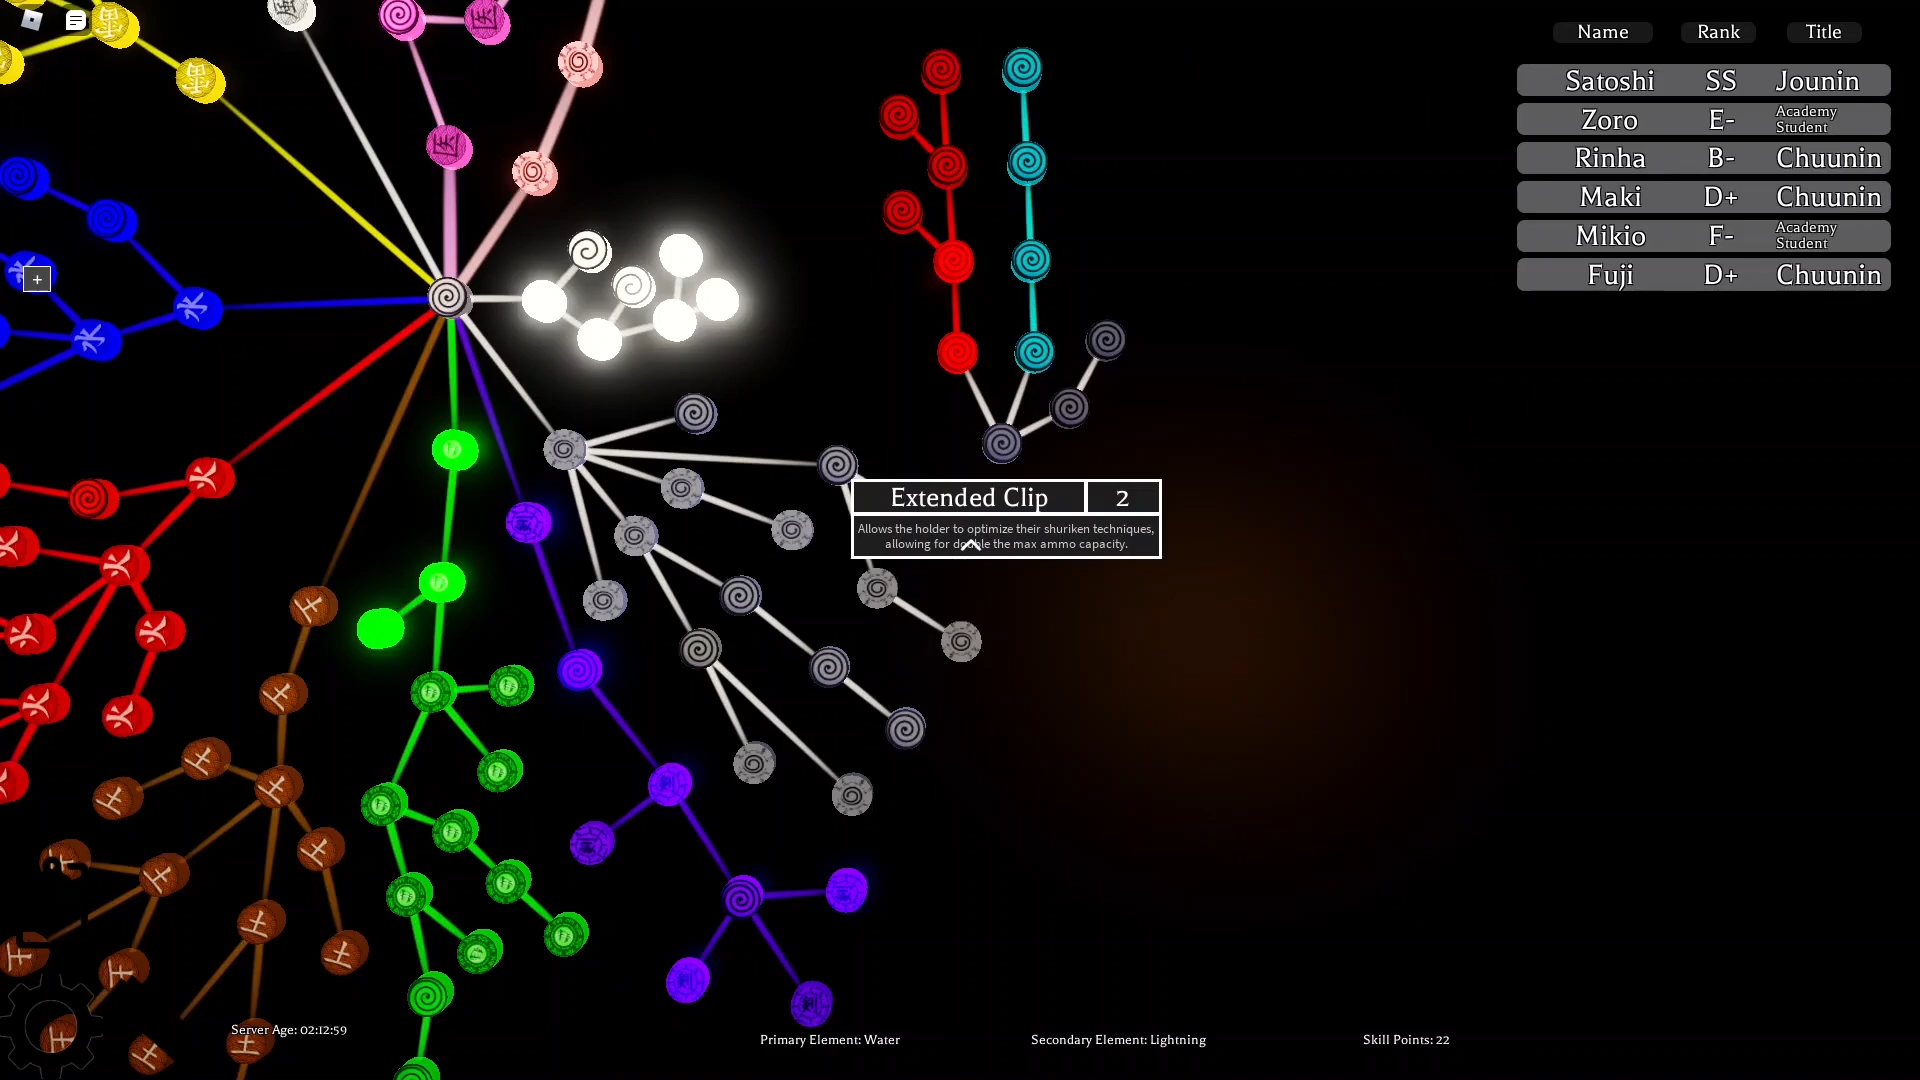 Name Rank Title
Satoshi SS Jounin
Zoro E- Academy Student
Rinha B- Chuunin
Maki D+ Chuunin
Mikio F- Academy Student
Fuji D+ Chuunin
Extended Clip 2
Allows the holder to optimize their shuriken techniques,
allowing for double the max ammo capacity.
Server Age: 02:12:59
Primary Element: Water
Secondary Element: Lightning
Skill Points: 22